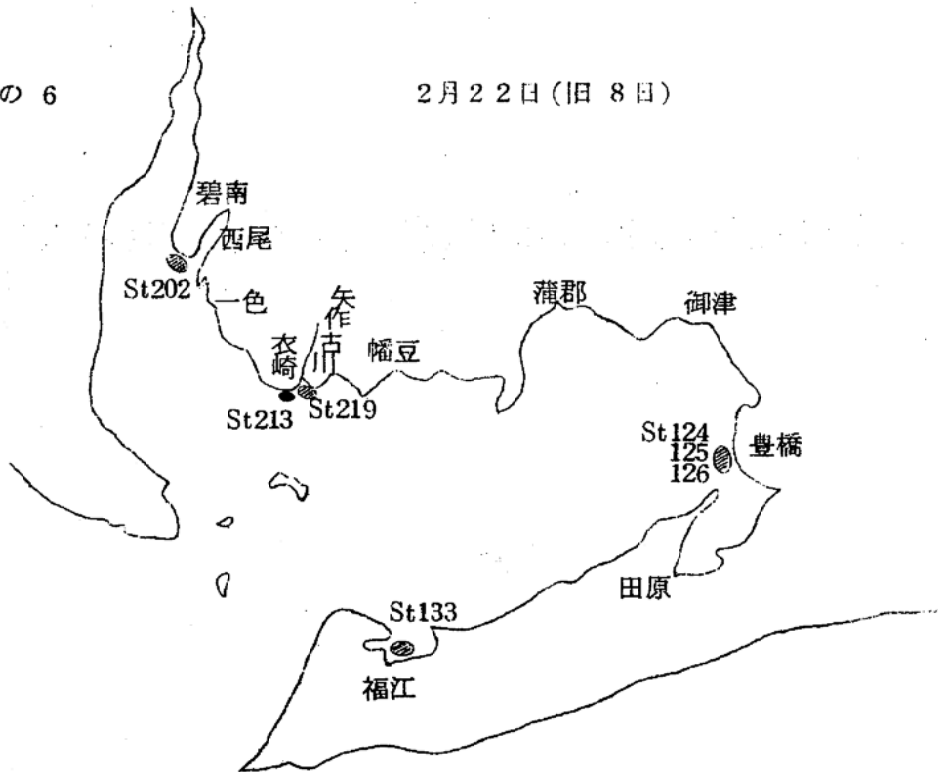 の 6
2月22日(旧 8日)
碧南
西尾
St202
一色
衣崎
矢作古川
幡豆
蒲郡
御津
St213
St219
St124
125
126
豊橋
田原
St133
福江